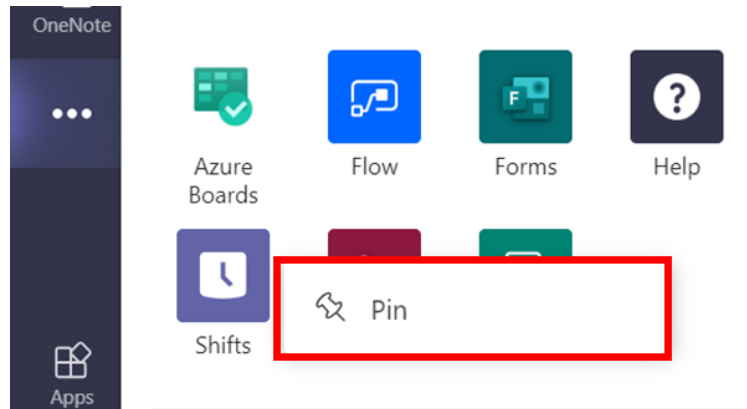 OneNote
Azure
Boards
Flow
Forms
Help
Shifts
Pin
Apps